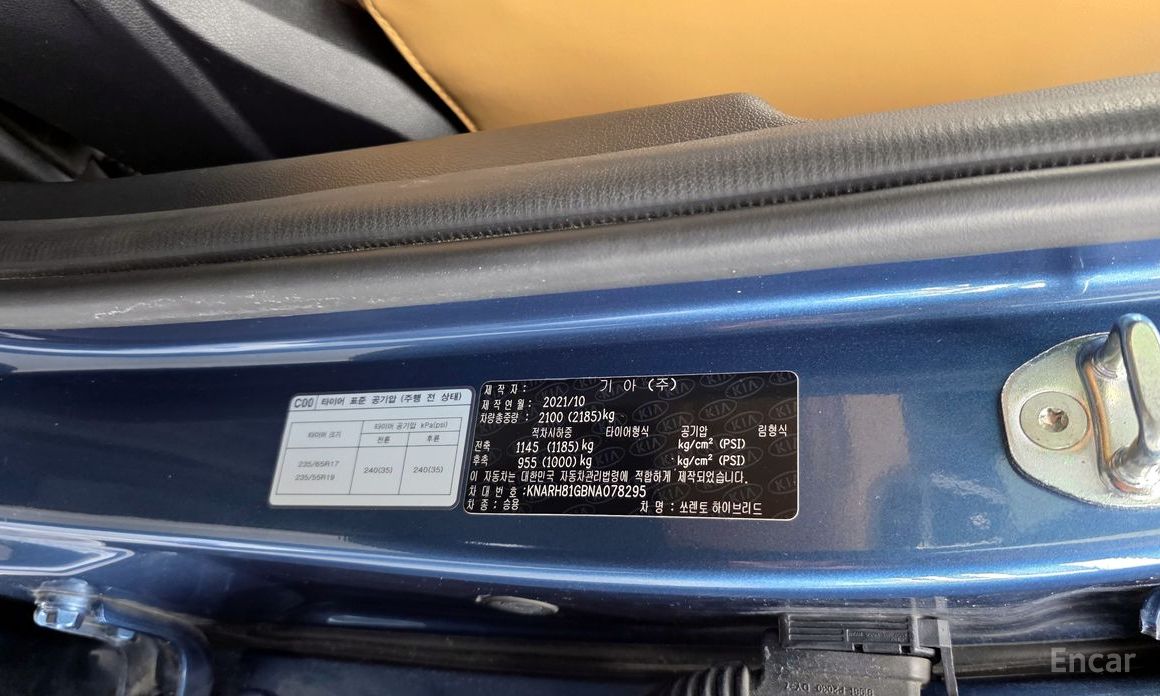 C00 타이어 표준 공기압 (주행 전 상태)
타이어 크기 타이어 공기압 kPa(psi)
전륜 후륜
235/65R17
235/55R19
240(35) 240(35)
제 작 자 : 기 아 (주)
제 작 연 월 : 2021/10
차량총중량 : 2100 (2185)kg
적차시하중 타이어형식 공기압 림형식
전축 1145 (1185)kg kg/cm² (PSI)
후축 955 (1000)kg kg/cm² (PSI)
이 자동차는 대한민국 자동차관리법령에 적합하게 제작되었습니다.
차 대 번 호 :KNARH81GBNA078295
차 종 : 승용 차 명 : 쏘렌토 하이브리드
KIA
Encar